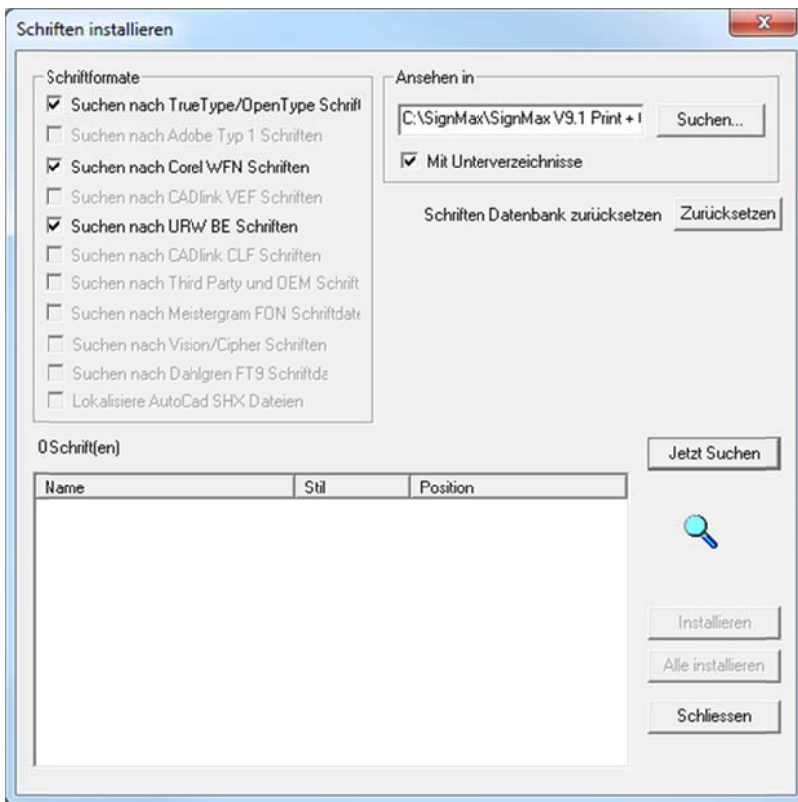 Schriften installieren
Schriftformate
Suchen nach TrueType/OpenType Schrift
Suchen nach Adobe Typ 1 Schriften
Suchen nach Corel WFN Schriften
Suchen nach CADlink VEF Schriften
Suchen nach URW BE Schriften
Suchen nach CADlink CLF Schriften
Suchen nach Third Party und OEM Schrift
Suchen nach Meistergram FON Schriftdate
Suchen nach Vision/Cipher Schriften
Suchen nach Dahlgren FT9 Schriftda
Lokalisiere AutoCad SHX Dateien
Ansehen in
C:\SignMax\SignMax V9.1 Print +
Suchen...
Mit Unterverzeichnisse
Schriften Datenbank zurücksetzen
Zurücksetzen
0 Schrift(en)
Jetzt Suchen
Name Stil Position
Installieren
Alle installieren
Schliessen